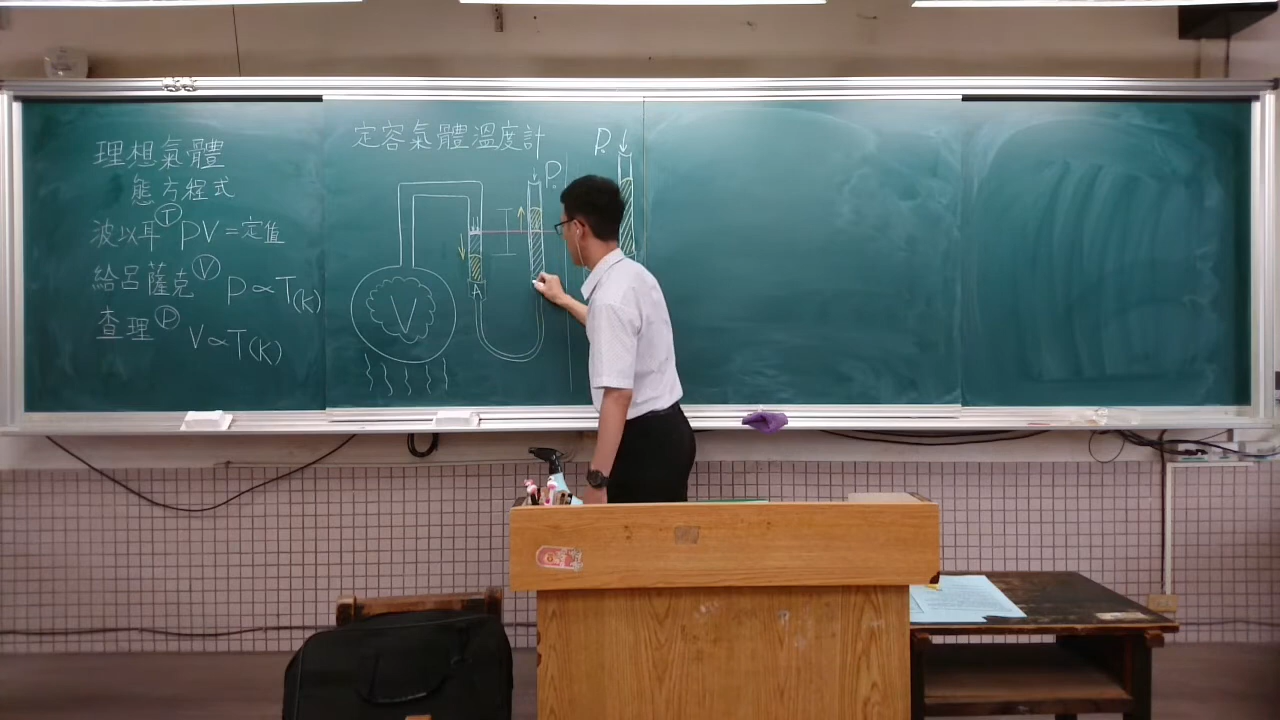 理想氣體
態方程式
波以耳 Ⓣ PV = 定值
給呂薩克 Ⓥ P ∝ T(K)
查理 Ⓟ V ∝ T(K)
定容氣體溫度計
P₀
P₀
V
A